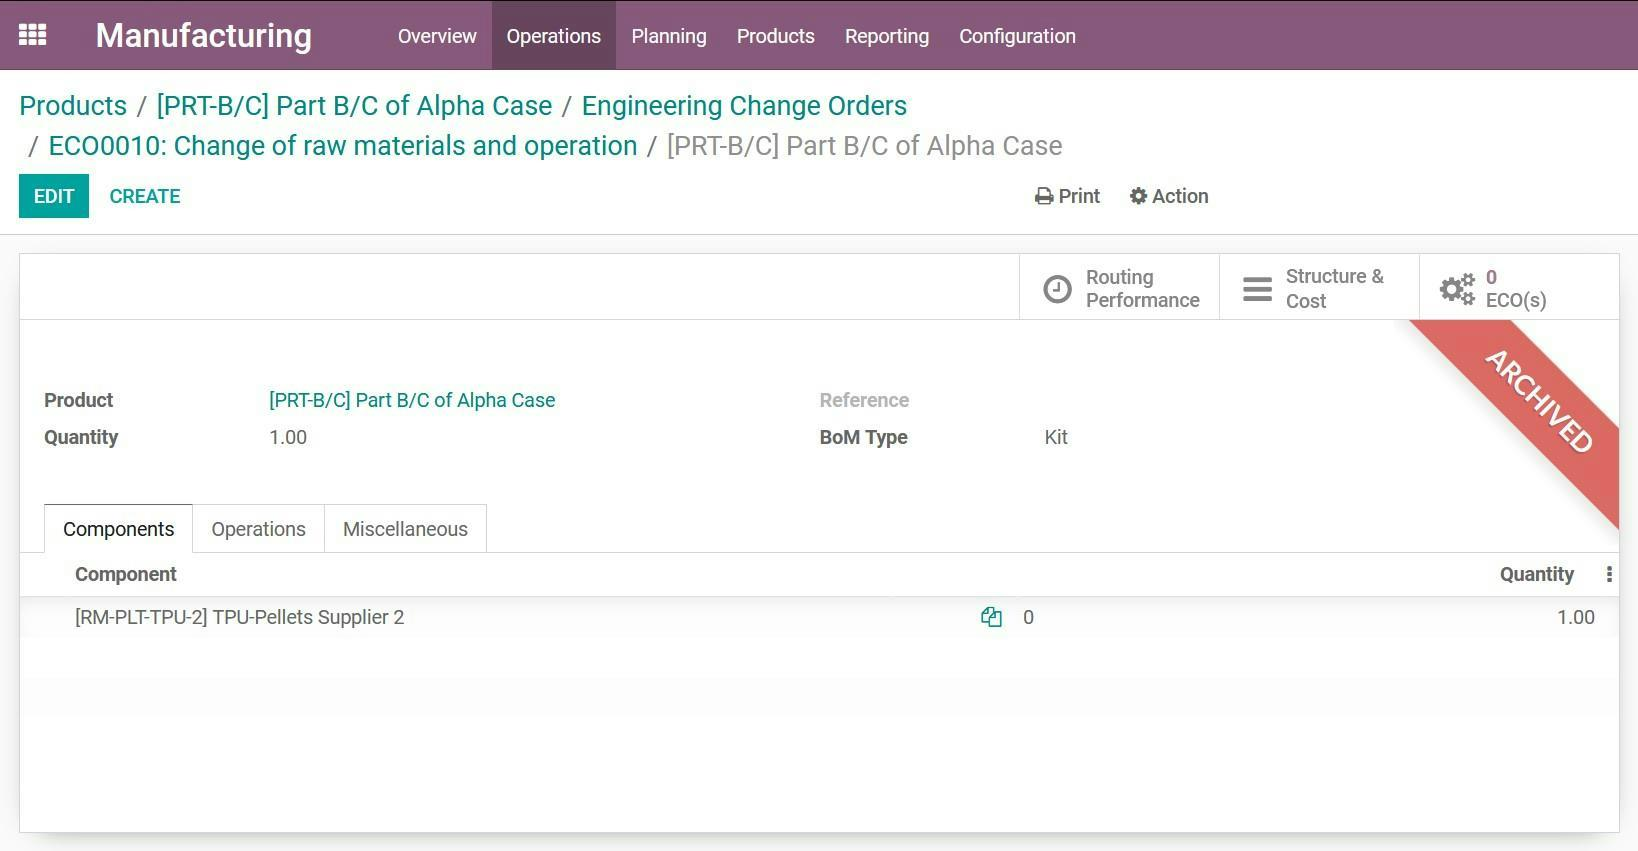 Manufacturing Overview Operations Planning Products Reporting Configuration
Products / [PRT-B/C] Part B/C of Alpha Case / Engineering Change Orders
/ ECO0010: Change of raw materials and operation / [PRT-B/C] Part B/C of Alpha Case
EDIT CREATE Print Action
Routing Performance
Structure & Cost
0 ECO(s)
ARCHIVED
Product [PRT-B/C] Part B/C of Alpha Case Reference
Quantity 1.00 BoM Type Kit
Components Operations Miscellaneous
Component Quantity
[RM-PLT-TPU-2] TPU-Pellets Supplier 2 0 1.00